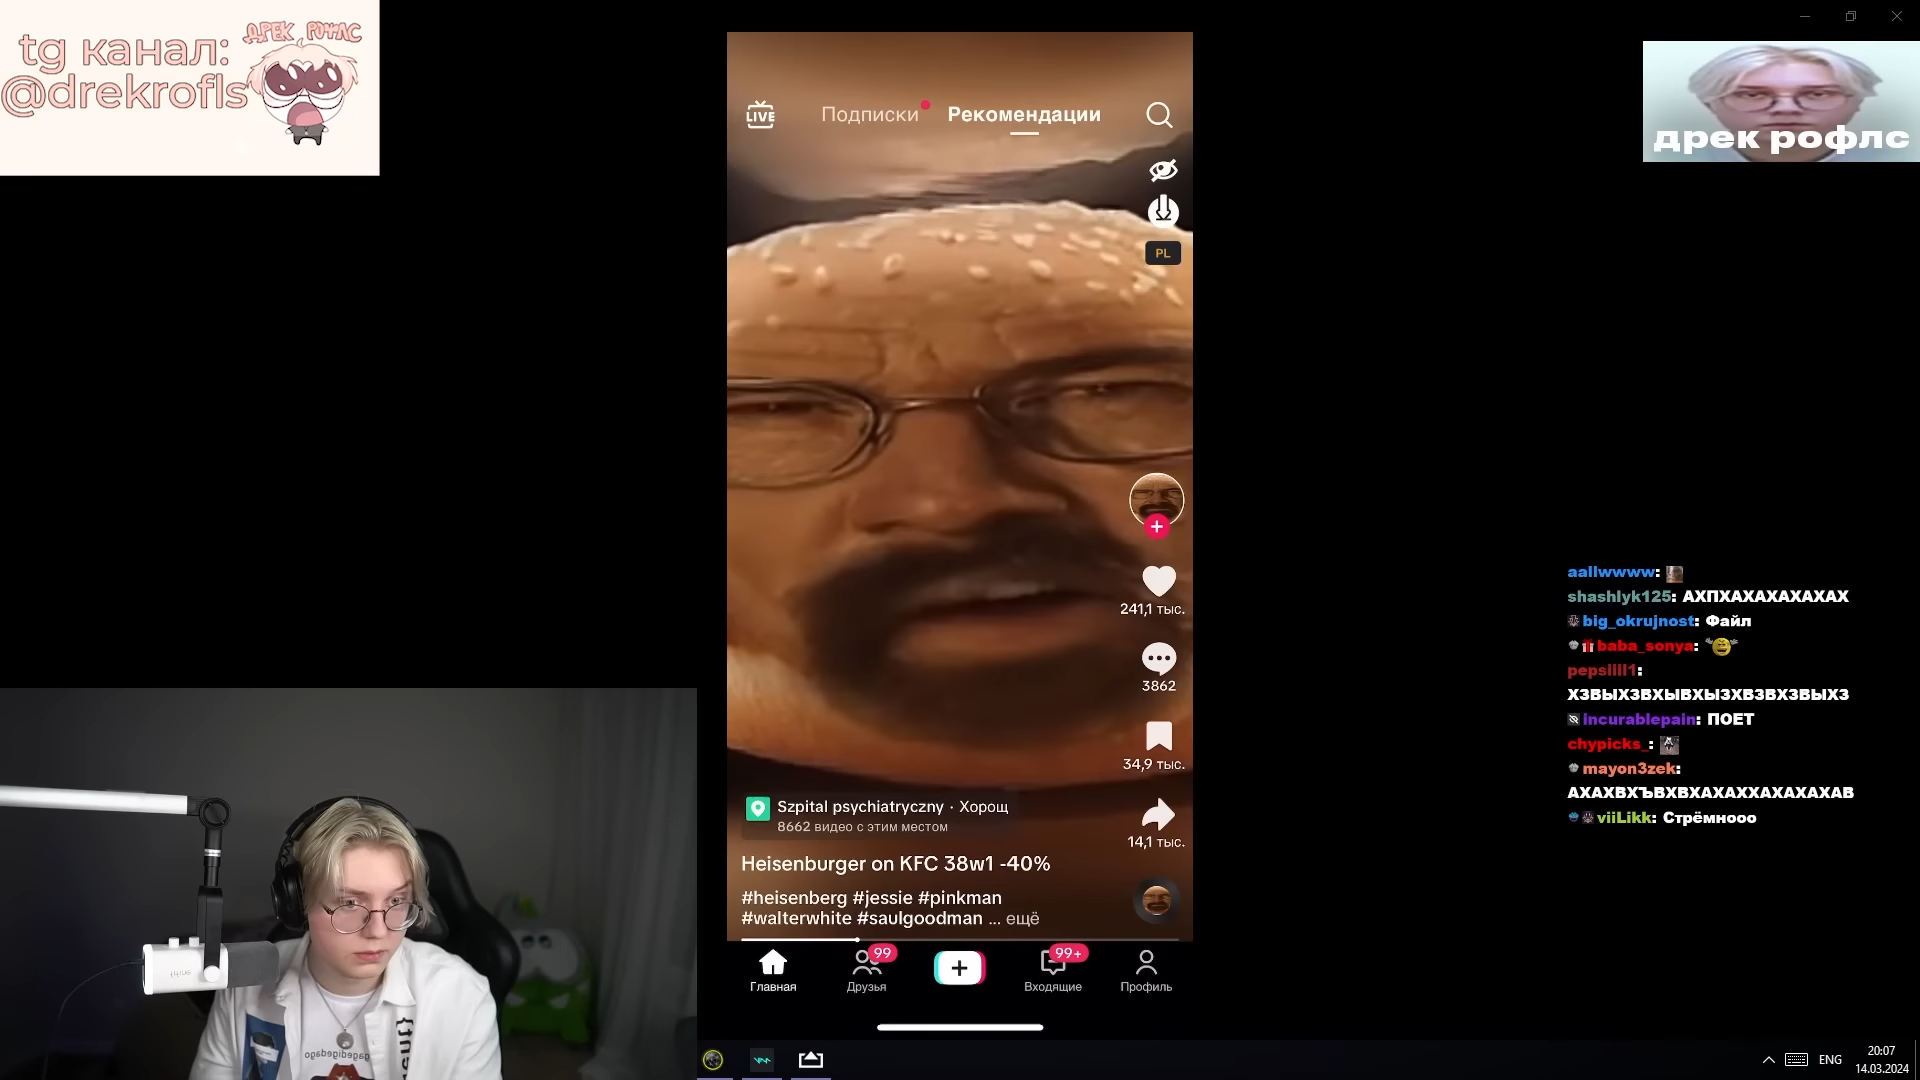 tg канал:
@drekrofls
ДРЕК РОФЛС
дрек рофлс
LIVE
Подписки
Рекомендации
PL
241,1 тыс.
3862
34,9 тыс.
14,1 тыс.
Szpital psychiatryczny · Хорощ
8662 видео с этим местом
Heisenburger on KFC 38w1 -40%
#heisenberg #jessie #pinkman
#walterwhite #saulgoodman ... ещё
99
99+
Главная
Друзья
Входящие
Профиль
aallwwww:
shashlyk125: АХПХАХАХАХАХАХ
big_okrujnost: Файл
baba_sonya:
pepsiiil1:
ХЗВЫХЗВХЫВХЫЗХВЗВХЗВЫХЗ
incurablepain: ПОЕТ
chypicks_:
mayon3zek:
АХАХВХЪВХВХАХАХХАХАХАХАВ
viiLikk: Стрёмнооо
ENG
20:07
14.03.2024